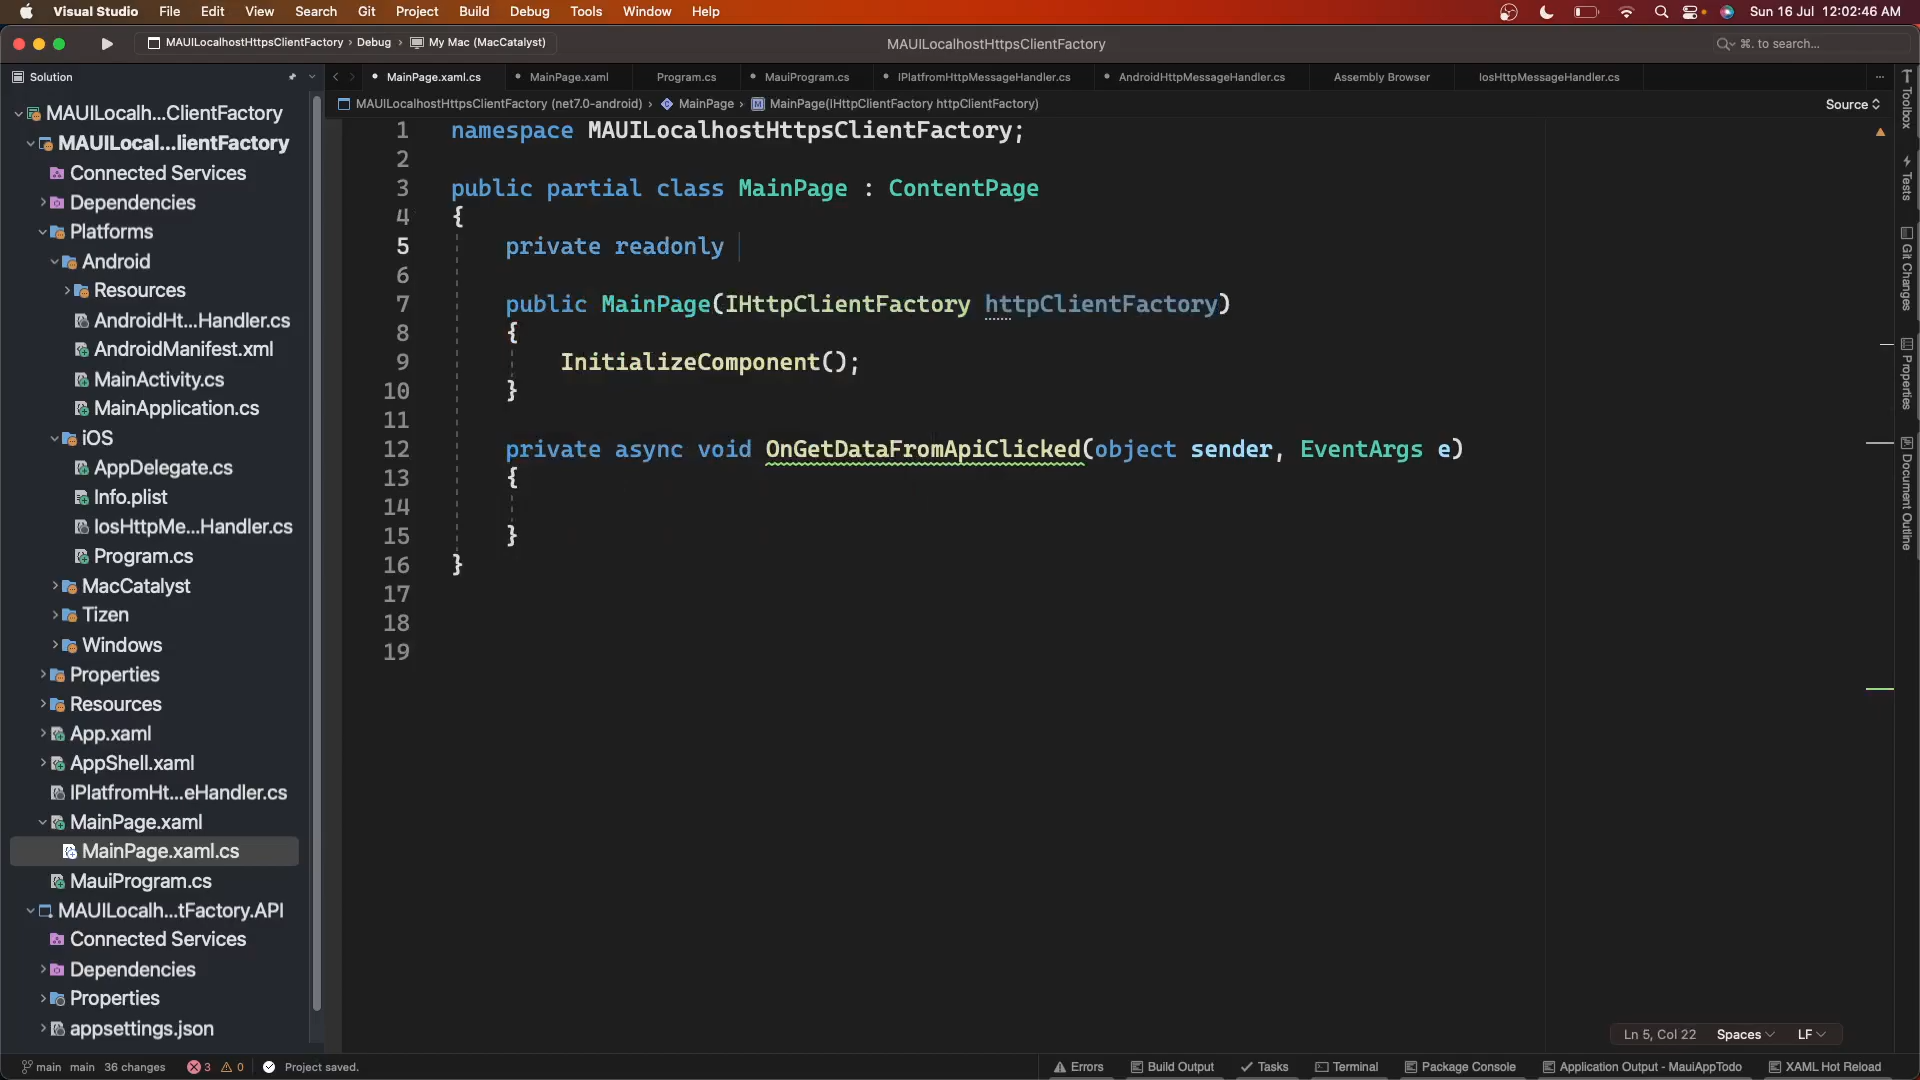 Visual Studio File Edit View Search Git Project Build Debug Tools Window Help Sun 16 Jul 12:02:46 AM
MAUILocalhostHttpsClientFactory › Debug › My Mac (MacCatalyst) MAUILocalhostHttpsClientFactory ⌘. to search...
Solution
MainPage.xaml.cs MainPage.xaml Program.cs MauiProgram.cs IPlatfromHttpMessageHandler.cs AndroidHttpMessageHandler.cs Assembly Browser IosHttpMessageHandler.cs
MAUILocalhostHttpsClientFactory (net7.0-android) › MainPage › MainPage(IHttpClientFactory httpClientFactory) Source
MAUILocalh...ClientFactory
MAUILocal...lientFactory
Connected Services
Dependencies
Platforms
Android
Resources
AndroidHt...Handler.cs
AndroidManifest.xml
MainActivity.cs
MainApplication.cs
iOS
AppDelegate.cs
Info.plist
IosHttpMe...Handler.cs
Program.cs
MacCatalyst
Tizen
Windows
Properties
Resources
App.xaml
AppShell.xaml
IPlatfromHt...eHandler.cs
MainPage.xaml
MainPage.xaml.cs
MauiProgram.cs
MAUILocalh...tFactory.API
Connected Services
Dependencies
Properties
appsettings.json
1 namespace MAUILocalhostHttpsClientFactory;
2
3 public partial class MainPage : ContentPage
4 {
5 private readonly
6
7 public MainPage(IHttpClientFactory httpClientFactory)
8 {
9 InitializeComponent();
10 }
11
12 private async void OnGetDataFromApiClicked(object sender, EventArgs e)
13 {
14
15 }
16 }
17
18
19
Toolbox
Tests
Git Changes
Properties
Document Outline
Ln 5, Col 22 Spaces LF
main main 36 changes 3 0 Project saved. Errors Build Output Tasks Terminal Package Console Application Output - MauiAppTodo XAML Hot Reload